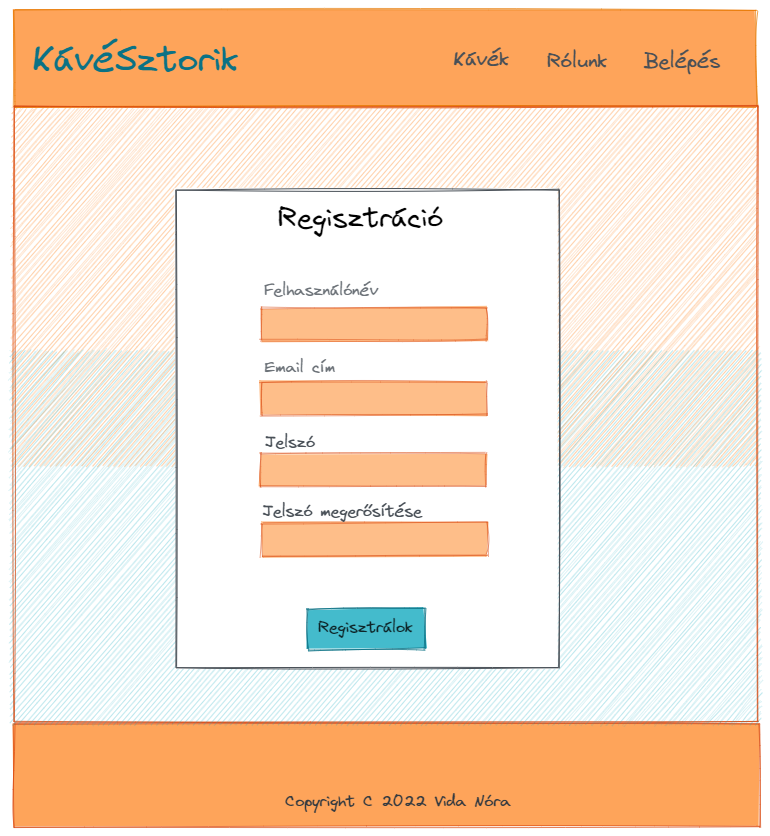 KávéSztorik
Kávék Rólunk Belépés
Regisztráció
Felhasználónév
Email cím
Jelszó
Jelszó megerősítése
Regisztrálok
Copyright C 2022 Vida Nóra